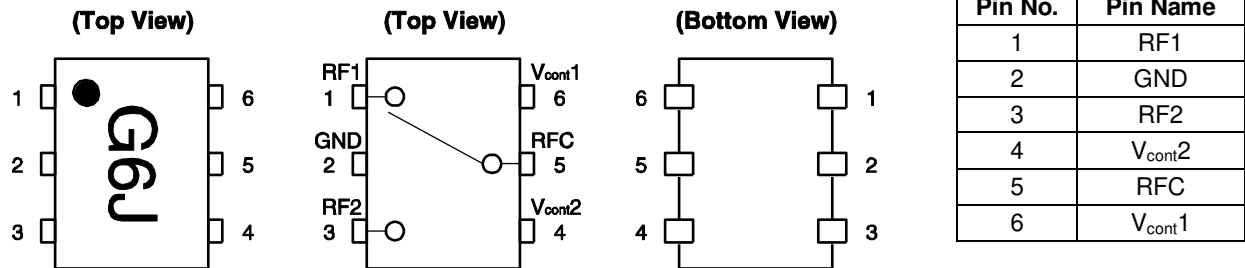 (Top View)
1
2
3
G6J
6
5
4
(Top View)
RF1
1
GND
2
RF2
3
Vcont1
6
RFC
5
Vcont2
4
(Bottom View)
6
5
4
1
2
3
Pin No. Pin Name
1 RF1
2 GND
3 RF2
4 Vcont2
5 RFC
6 Vcont1